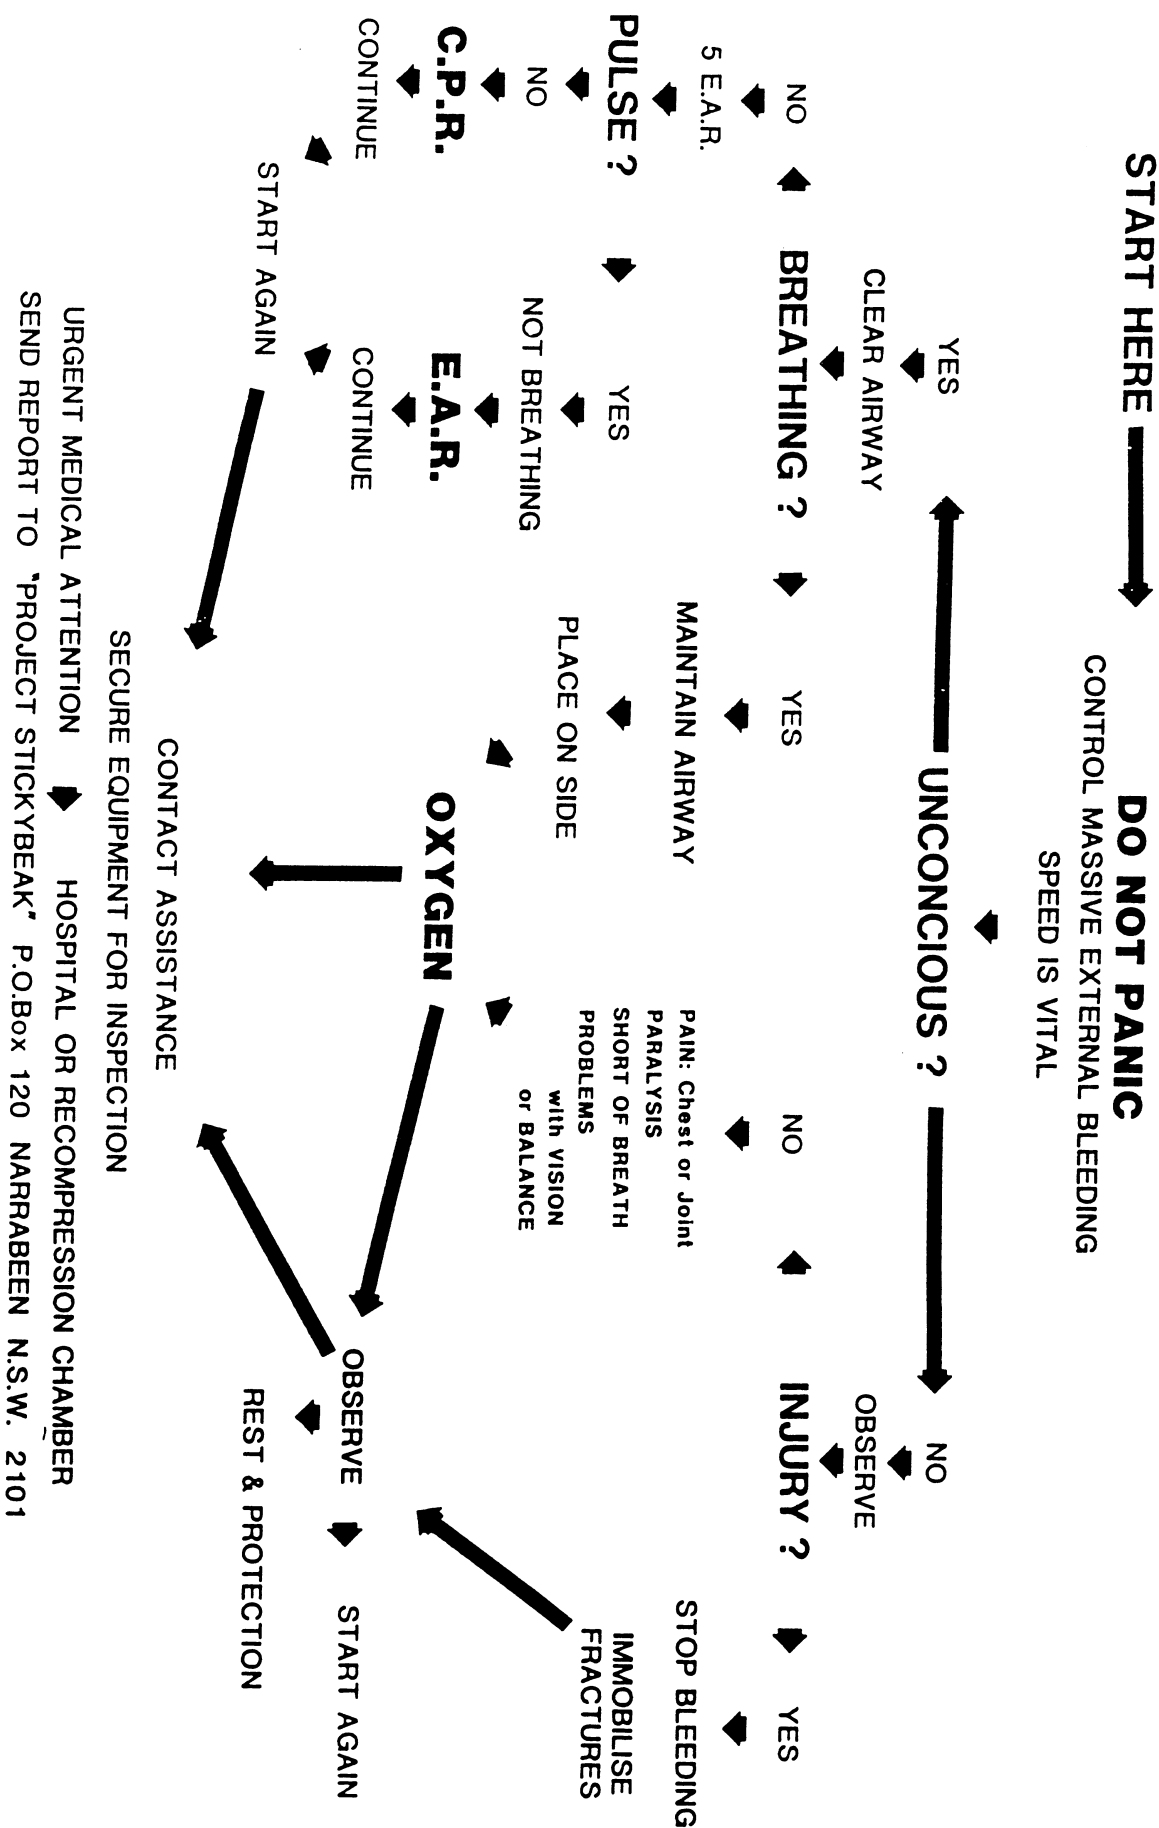 START HERE
DO NOT PANIC
CONTROL MASSIVE EXTERNAL BLEEDING
SPEED IS VITAL
UNCONCIOUS ?
YES
CLEAR AIRWAY
BREATHING ?
NO
5 E.A.R.
PULSE ?
NO
C.P.R.
CONTINUE
YES
NOT BREATHING
E.A.R.
CONTINUE
START AGAIN
YES
MAINTAIN AIRWAY
PLACE ON SIDE
NO
OBSERVE
INJURY ?
NO
PAIN: Chest or Joint
PARALYSIS
SHORT OF BREATH
PROBLEMS
with VISION
or BALANCE
YES
STOP BLEEDING
IMMOBILISE
FRACTURES
OXYGEN
OBSERVE
START AGAIN
REST & PROTECTION
CONTACT ASSISTANCE
SECURE EQUIPMENT FOR INSPECTION
URGENT MEDICAL ATTENTION HOSPITAL OR RECOMPRESSION CHAMBER
SEND REPORT TO "PROJECT STICKYBEAK" P.O.Box 120 NARRABEEN N.S.W. 2101